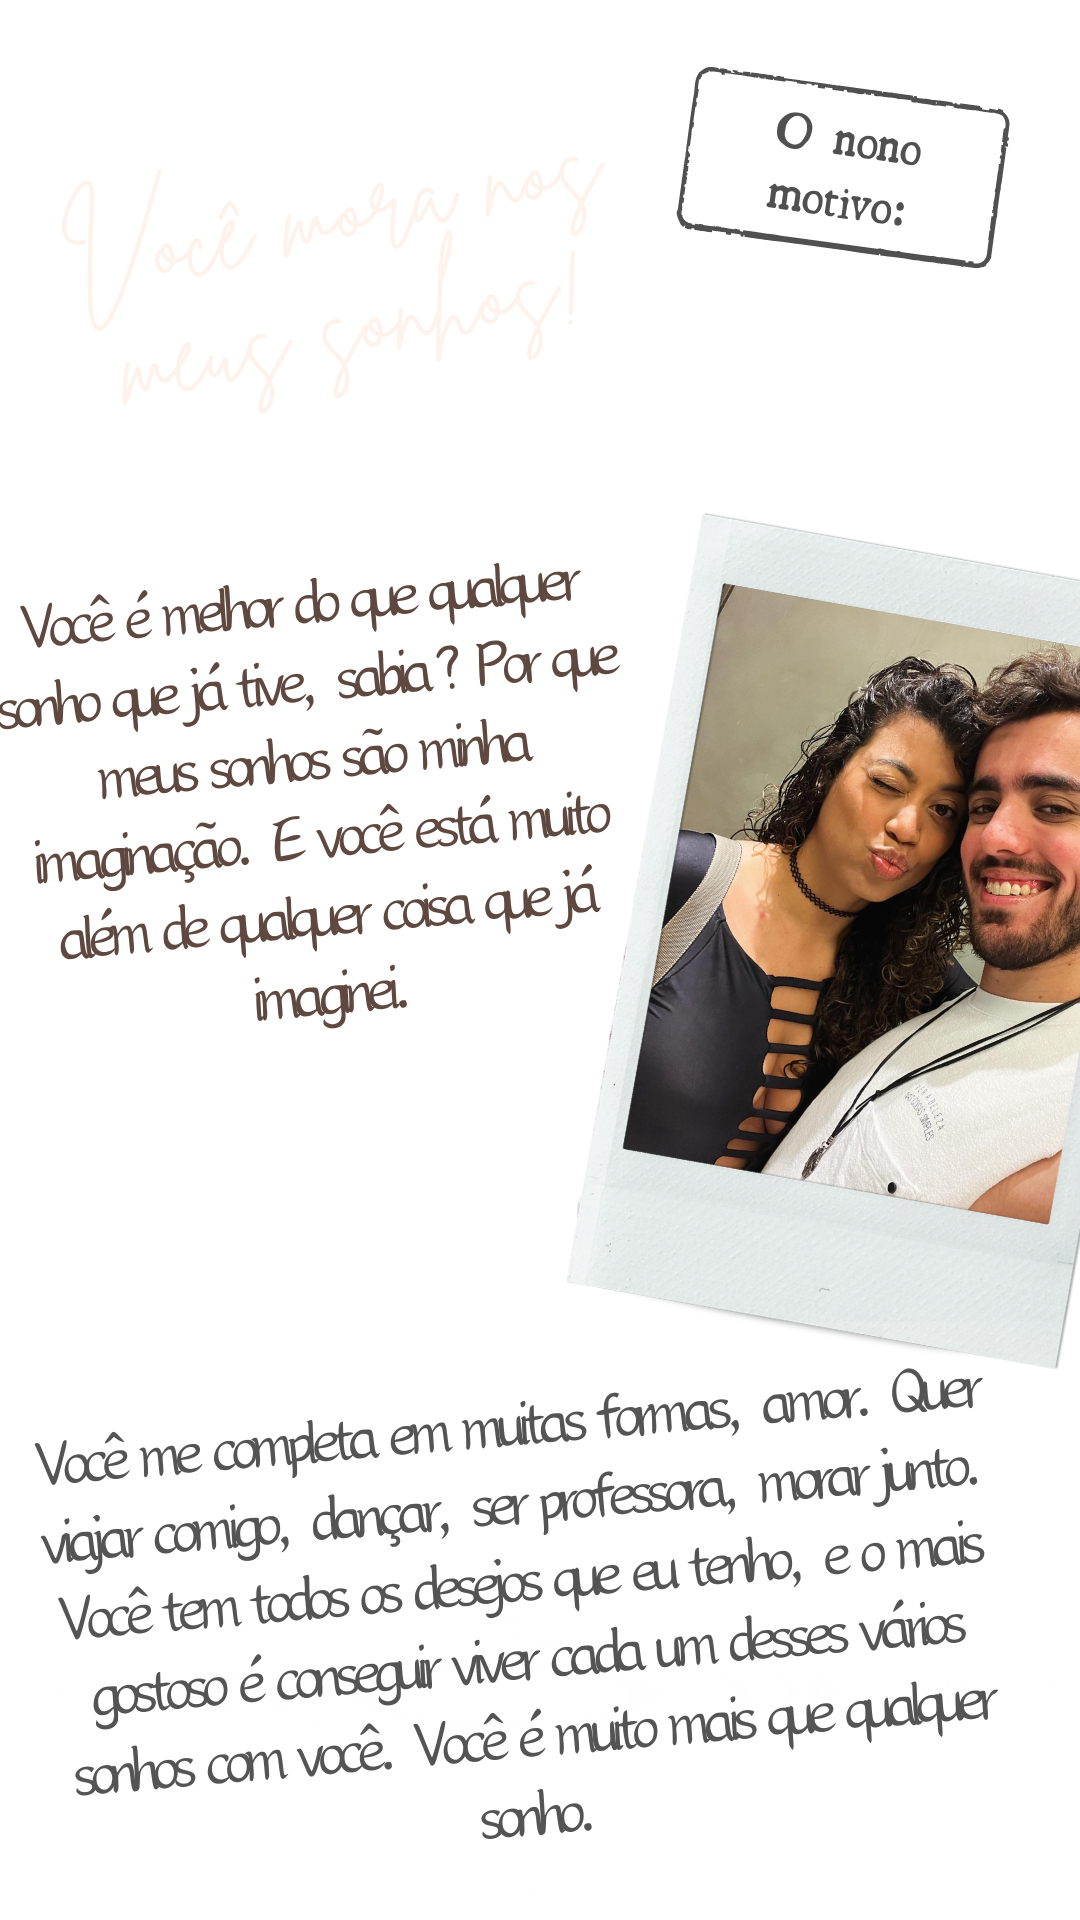 O nono
motivo:
Você mora nos
meus sonhos!
Você é melhor do que qualquer
sonho que já tive, sabia? Por que
meus sonhos são minha
imaginação. E você está muito
além de qualquer coisa que já
imaginei.
Você me completa em muitas formas, amor. Quer
viajar comigo, dançar, ser professora, morar junto.
Você tem todos os desejos que eu tenho, e o mais
gostoso é conseguir viver cada um desses vários
sonhos com você. Você é muito mais que qualquer
sonho.